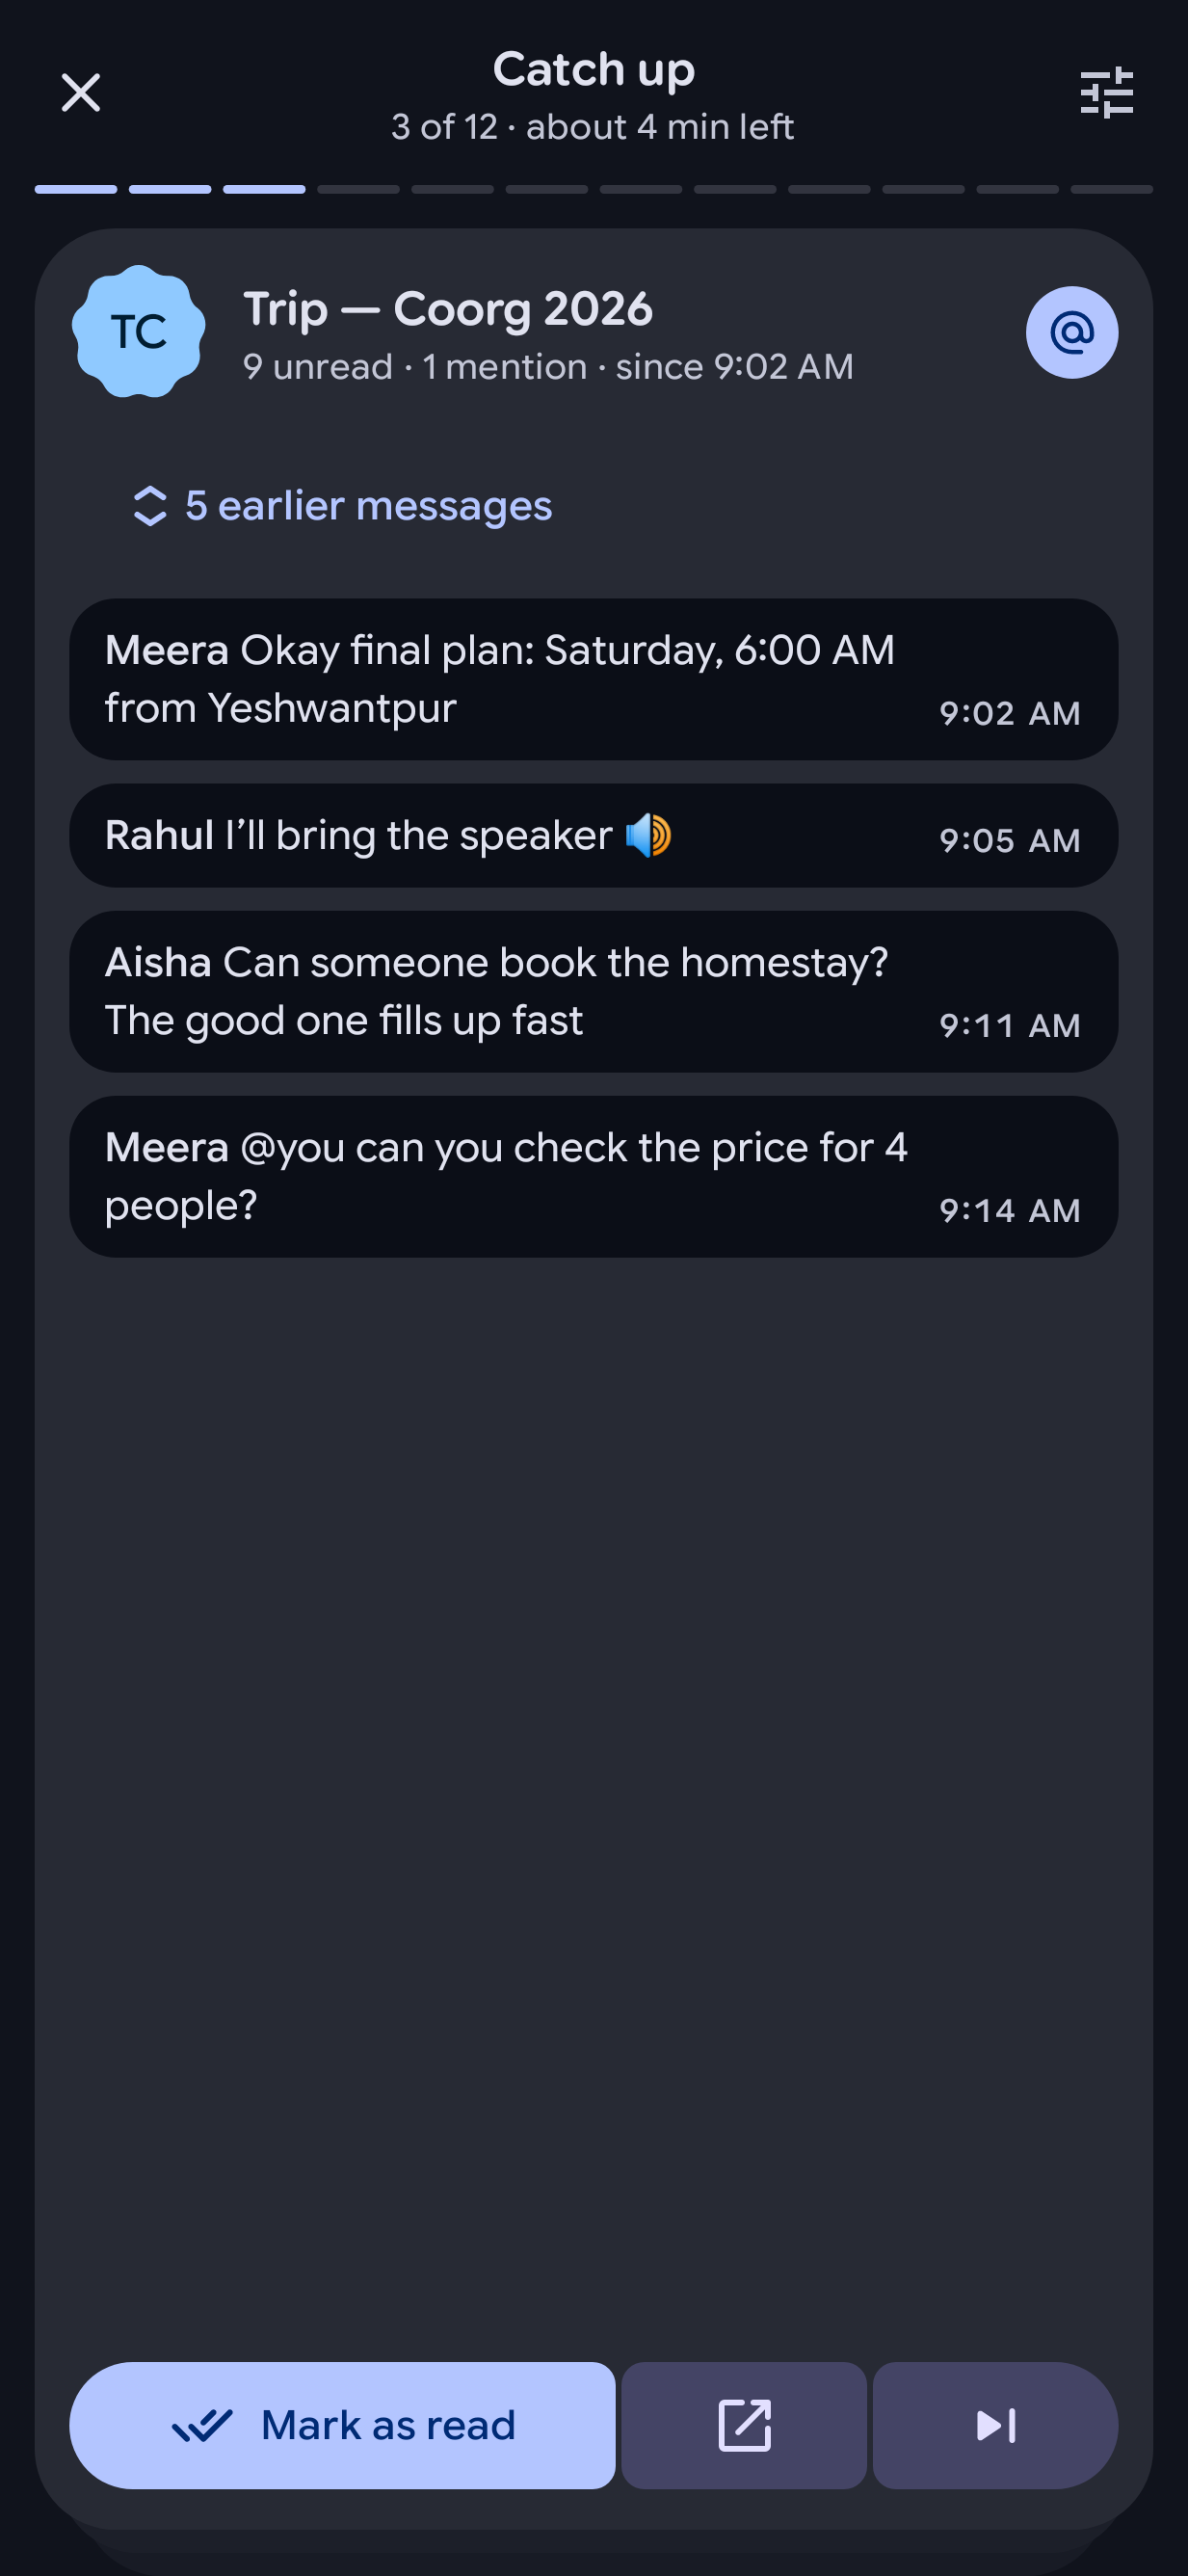 Catch up
3 of 12 · about 4 min left
TC
Trip — Coorg 2026
9 unread · 1 mention · since 9:02 AM
5 earlier messages
Meera Okay final plan: Saturday, 6:00 AM
from Yeshwantpur
9:02 AM
Rahul I’ll bring the speaker 🔊
9:05 AM
Aisha Can someone book the homestay?
The good one fills up fast
9:11 AM
Meera @you can you check the price for 4
people?
9:14 AM
Mark as read